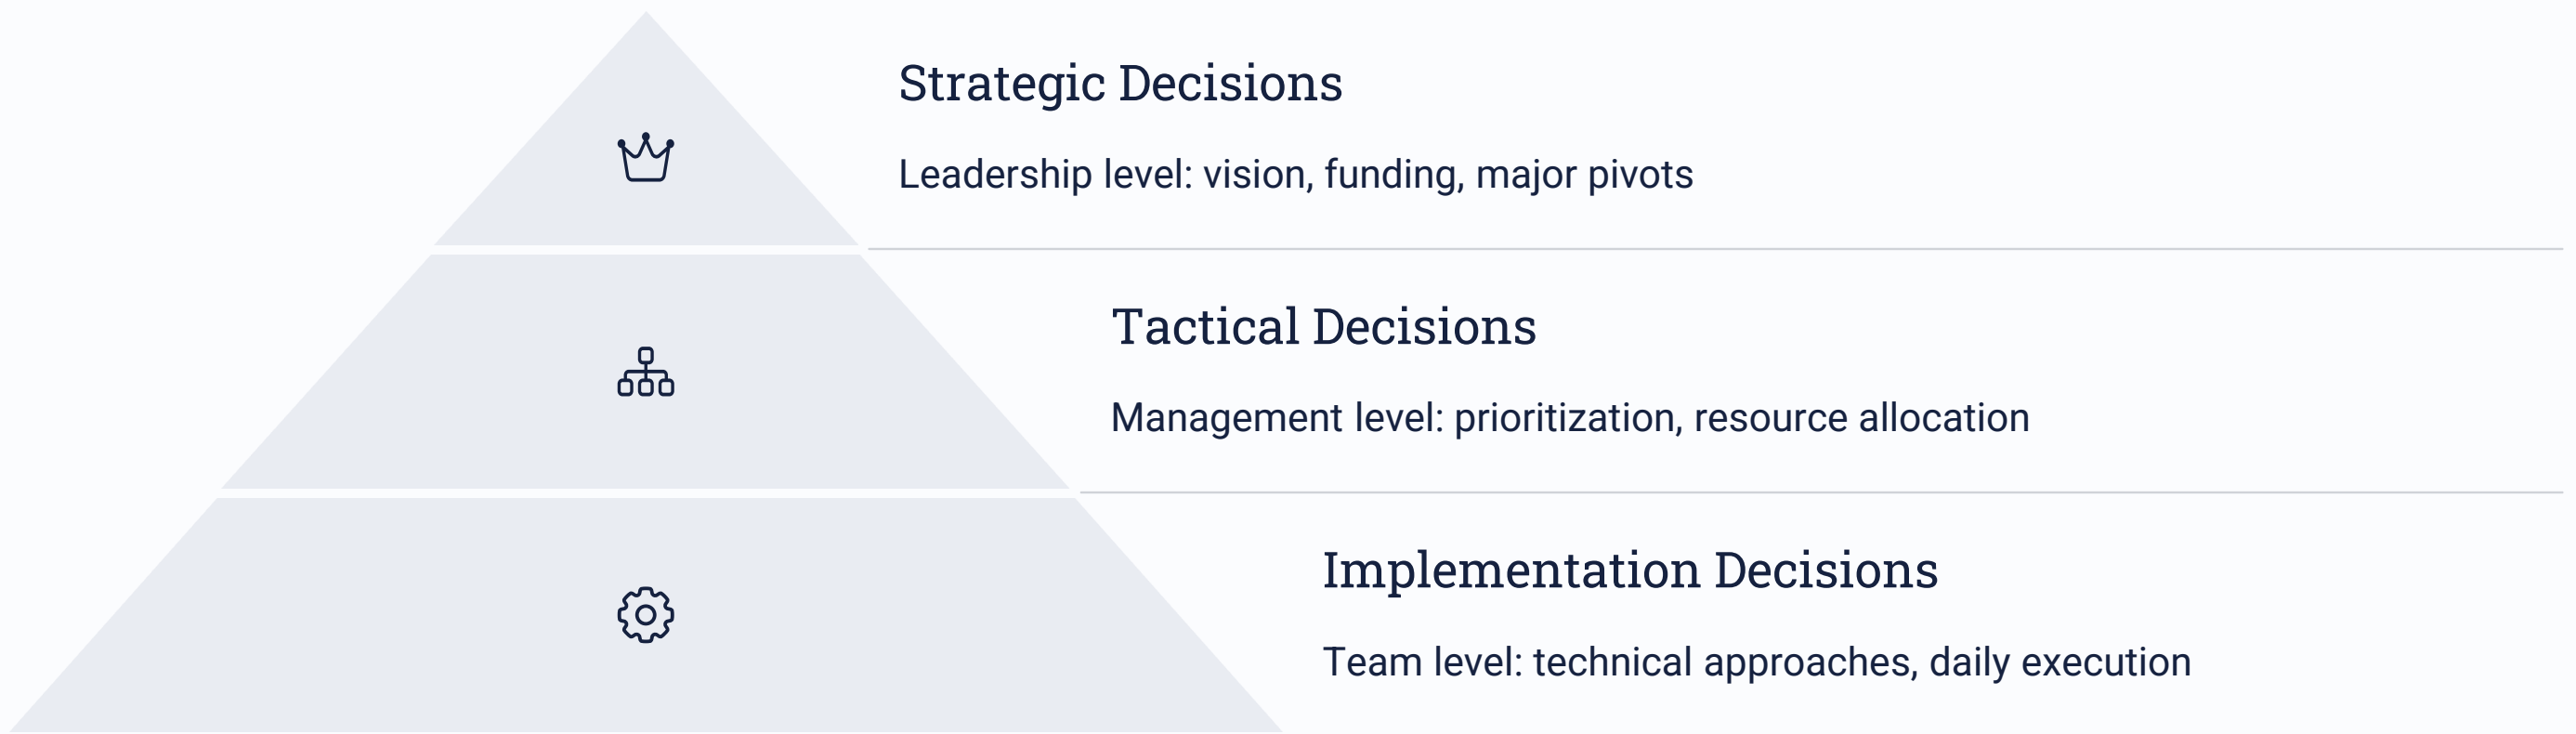 Strategic Decisions
Leadership level: vision, funding, major pivots
Tactical Decisions
Management level: prioritization, resource allocation
Implementation Decisions
Team level: technical approaches, daily execution